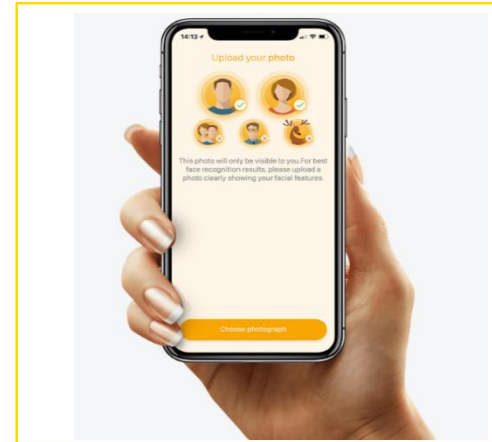 14:13
Upload your photo
This photo will only be visible to you.For best
face recognition results, please upload a
photo clearly showing your facial features.
Choose photograph